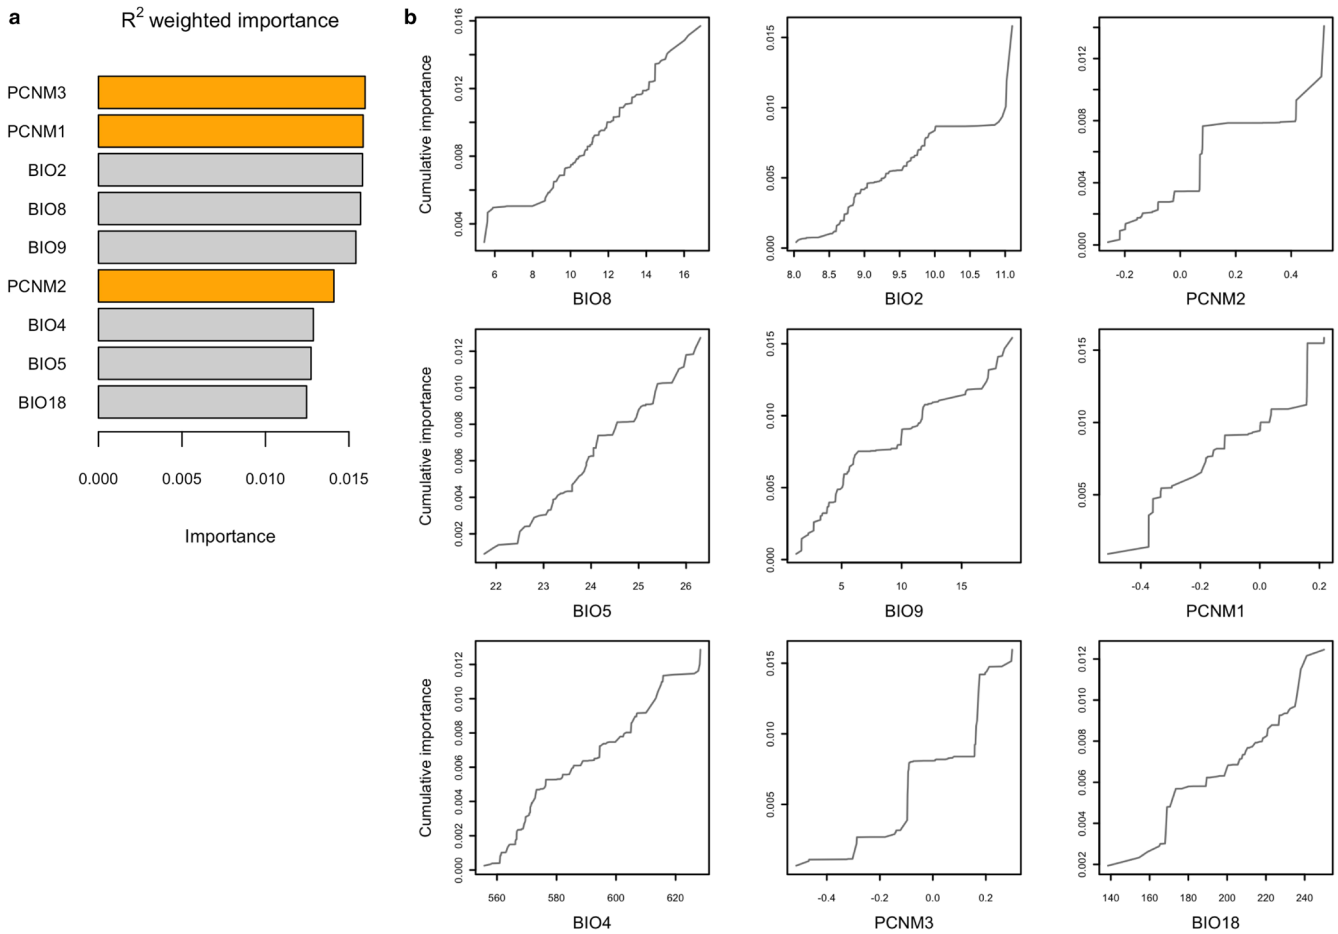 a
R2 weighted importance
PCNM3
PCNM1
BIO2
BIO8
BIO9
PCNM2
BIO4
BIO5
BIO18
0.000 0.005 0.010 0.015
Importance
b
Cumulative importance
0.004 0.008 0.012 0.016
6 8 10 12 14 16
BIO8
0.000 0.005 0.010 0.015
8.0 8.5 9.0 9.5 10.0 10.5 11.0
BIO2
0.000 0.004 0.008 0.012
-0.2 0.0 0.2 0.4
PCNM2
Cumulative importance
0.002 0.004 0.006 0.008 0.010 0.012
22 23 24 25 26
BIO5
0.000 0.005 0.010 0.015
5 10 15
BIO9
0.005 0.010 0.015
-0.4 -0.2 0.0 0.2
PCNM1
Cumulative importance
0.000 0.002 0.004 0.006 0.008 0.010 0.012
560 580 600 620
BIO4
0.005 0.010 0.015
-0.4 -0.2 0.0 0.2
PCNM3
0.002 0.004 0.006 0.008 0.010 0.012
140 160 180 200 220 240
BIO18